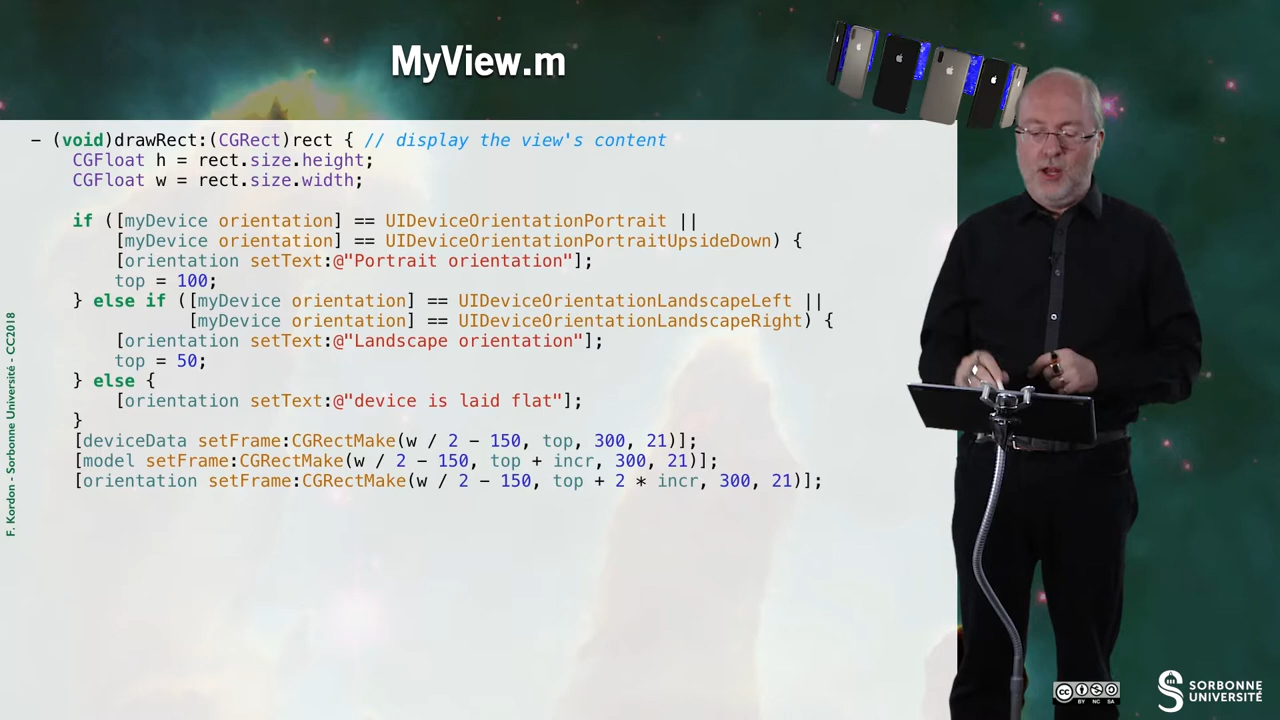 MyView.m
– (void)drawRect:(CGRect)rect { // display the view's content
CGFloat h = rect.size.height;
CGFloat w = rect.size.width;
if ([myDevice orientation] == UIDeviceOrientationPortrait ||
[myDevice orientation] == UIDeviceOrientationPortraitUpsideDown) {
[orientation setText:@"Portrait orientation"];
top = 100;
} else if ([myDevice orientation] == UIDeviceOrientationLandscapeLeft ||
[myDevice orientation] == UIDeviceOrientationLandscapeRight) {
[orientation setText:@"Landscape orientation"];
top = 50;
} else {
[orientation setText:@"device is laid flat"];
}
[deviceData setFrame:CGRectMake(w / 2 – 150, top, 300, 21)];
[model setFrame:CGRectMake(w / 2 – 150, top + incr, 300, 21)];
[orientation setFrame:CGRectMake(w / 2 – 150, top + 2 * incr, 300, 21)];
F. Kordon - Sorbonne Université - CC2018
cc
BY NC SA
SORBONNE
UNIVERSITÉ